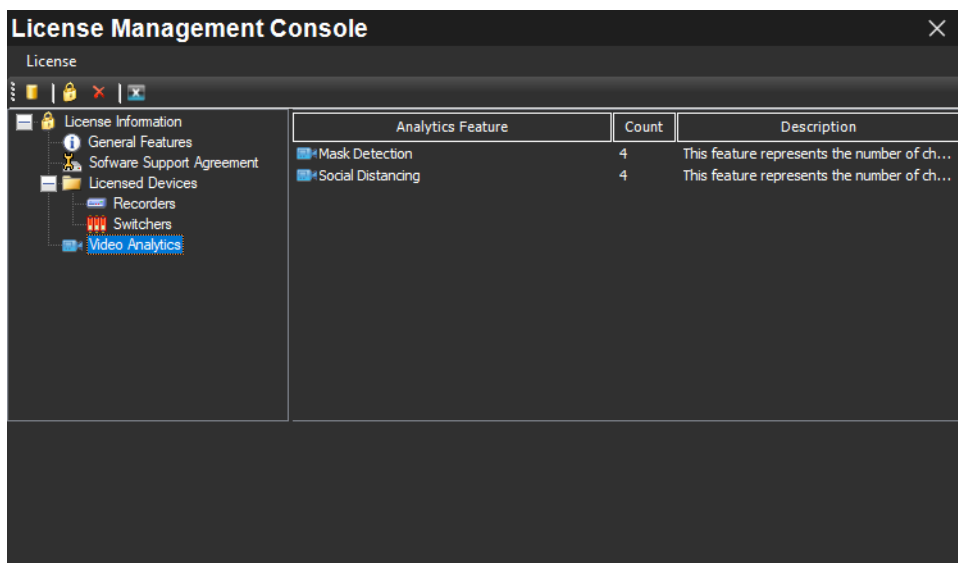 License Management Console
License
License Information
General Features
Sofware Support Agreement
Licensed Devices
Recorders
Switchers
Video Analytics
Analytics Feature Count Description
Mask Detection 4 This feature represents the number of ch...
Social Distancing 4 This feature represents the number of ch...